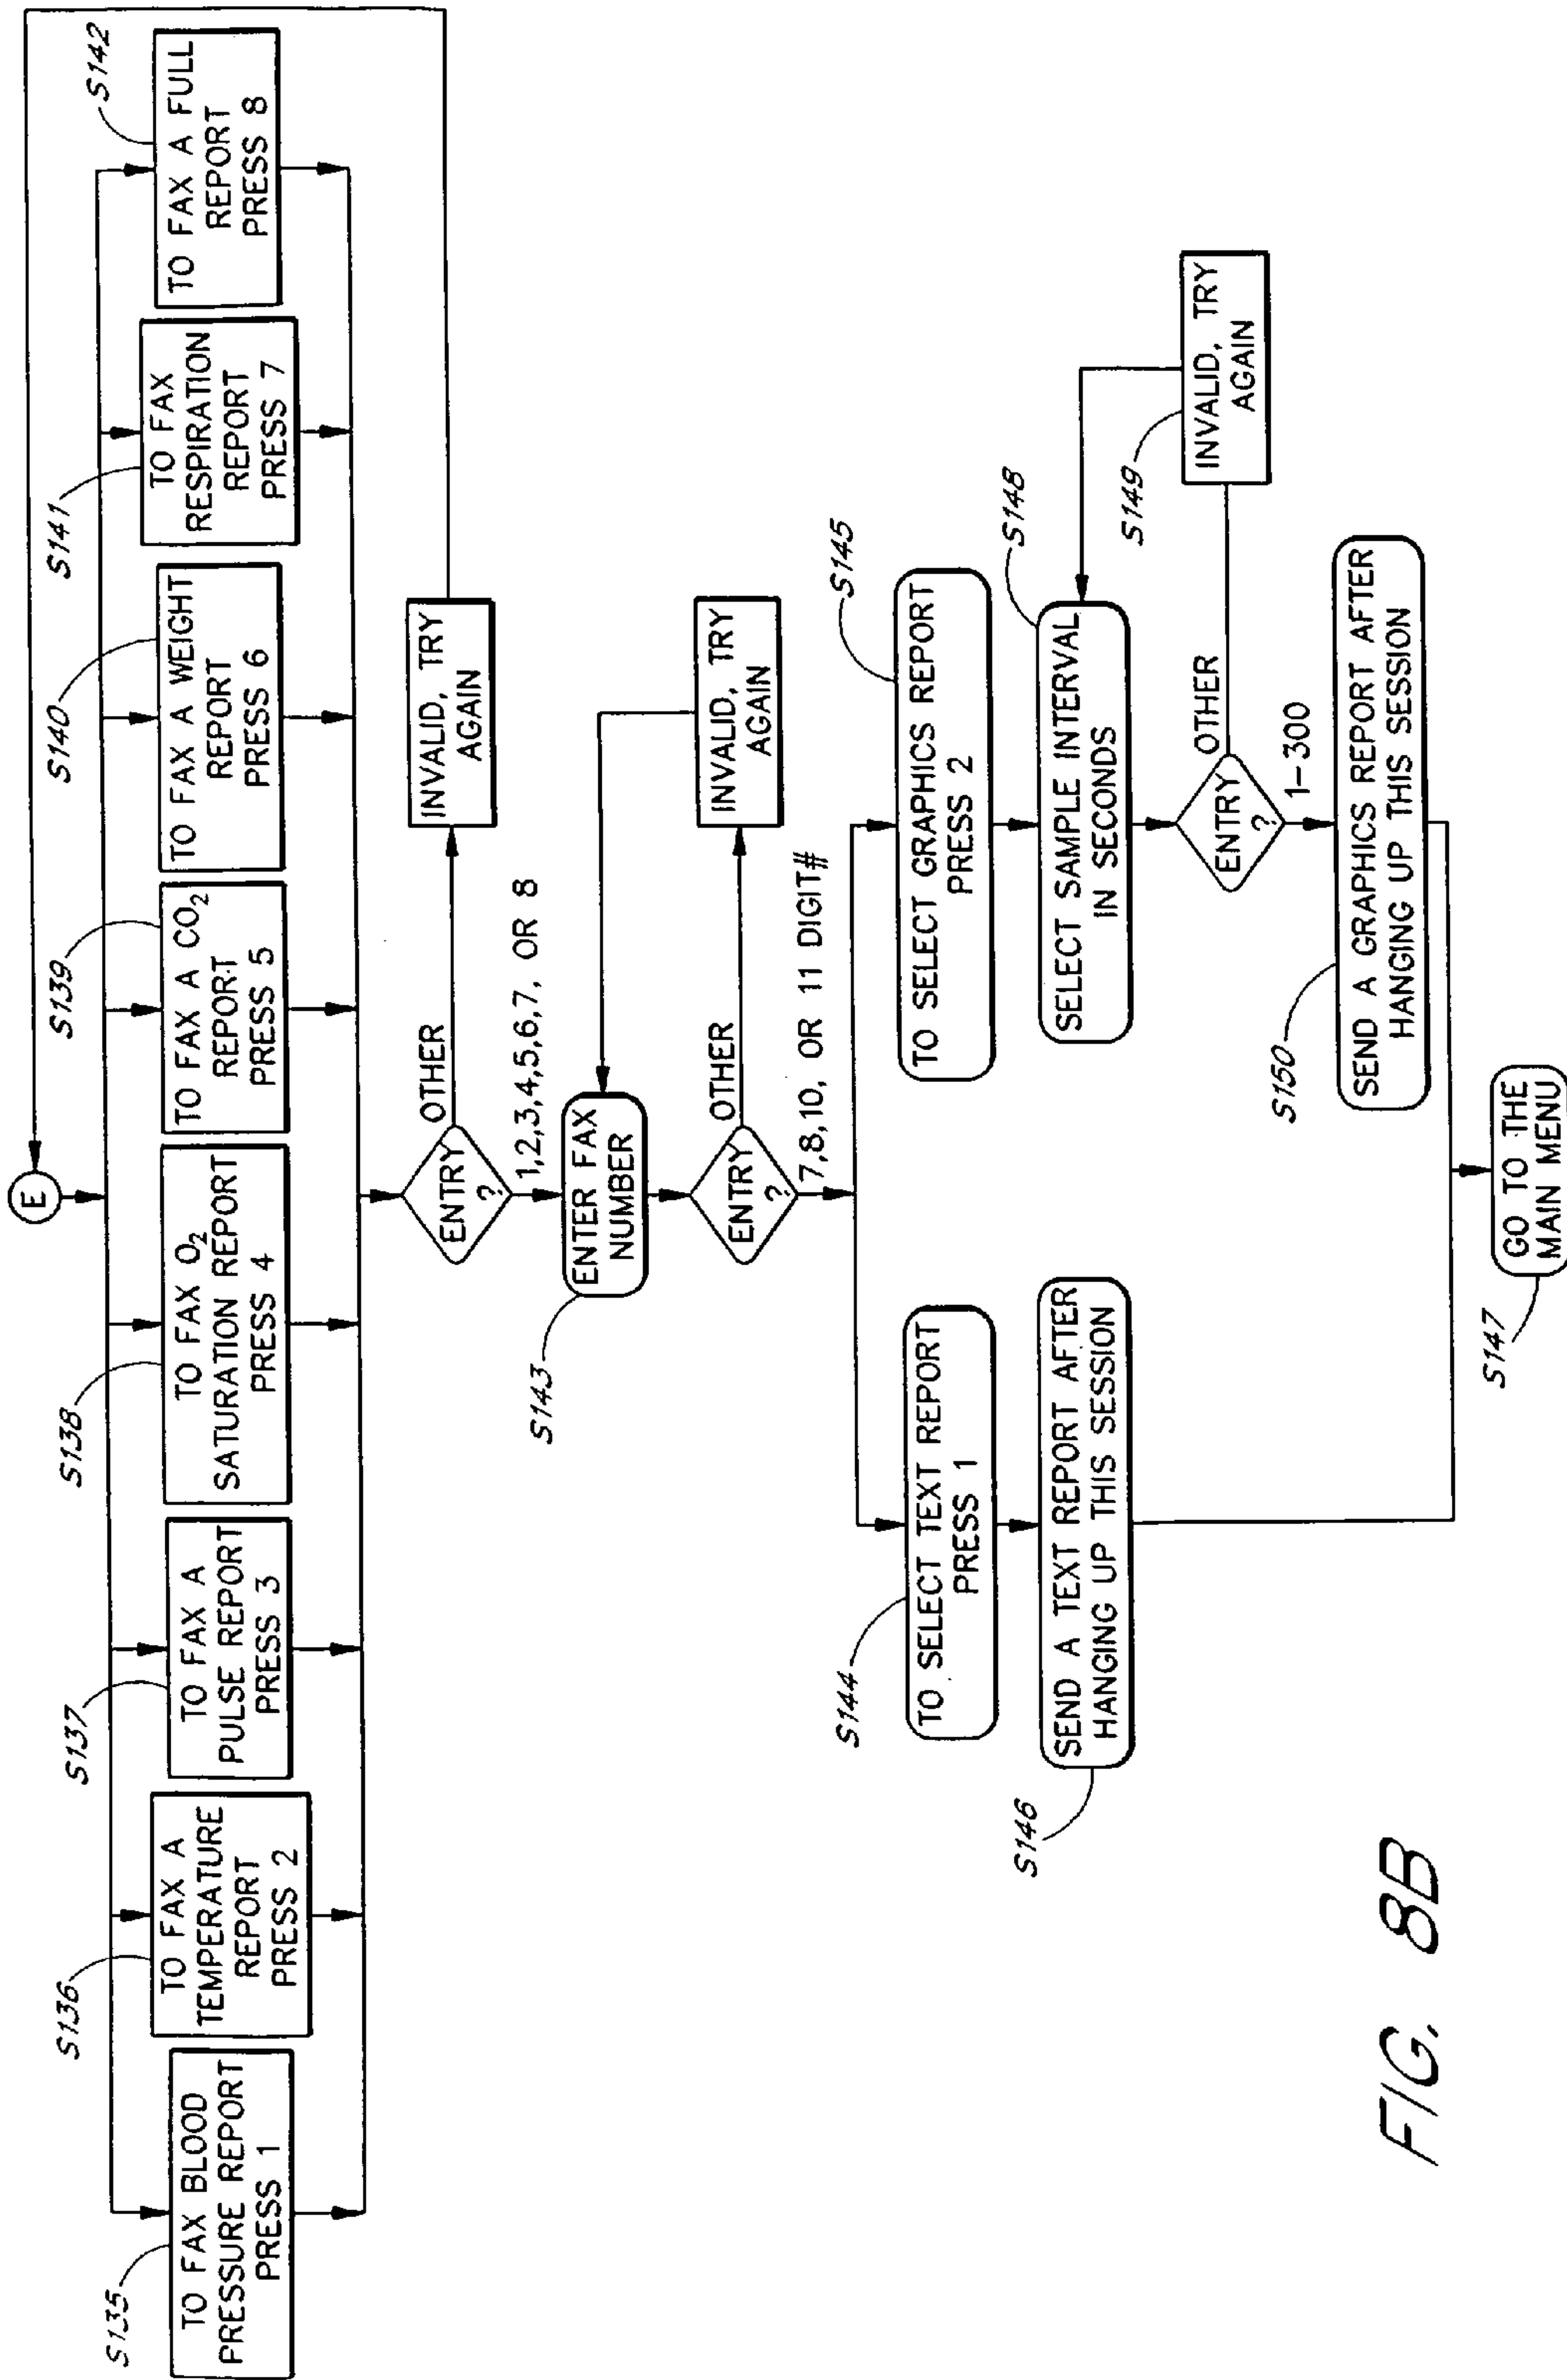 E
S135
TO FAX BLOOD
PRESSURE REPORT
PRESS 1
S136
TO FAX A
TEMPERATURE
REPORT
PRESS 2
S137
TO FAX A
PULSE REPORT
PRESS 3
S138
TO FAX O₂
SATURATION REPORT
PRESS 4
S139
TO FAX A CO₂
REPORT
PRESS 5
S140
TO FAX A WEIGHT
REPORT
PRESS 6
S141
TO FAX
RESPIRATION
REPORT
PRESS 7
S142
TO FAX A FULL
REPORT
PRESS 8
ENTRY
?
OTHER
INVALID, TRY
AGAIN
1,2,3,4,5,6,7, OR 8
S143
ENTER FAX
NUMBER
ENTRY
?
OTHER
INVALID, TRY
AGAIN
7,8,10, OR 11 DIGIT#
S144
TO SELECT TEXT REPORT
PRESS 1
S146
SEND A TEXT REPORT AFTER
HANGING UP THIS SESSION
S145
TO SELECT GRAPHICS REPORT
PRESS 2
S148
SELECT SAMPLE INTERVAL
IN SECONDS
ENTRY
?
OTHER
S149
INVALID, TRY
AGAIN
1-300
S150
SEND A GRAPHICS REPORT AFTER
HANGING UP THIS SESSION
S147
GO TO THE
MAIN MENU
FIG. 8B